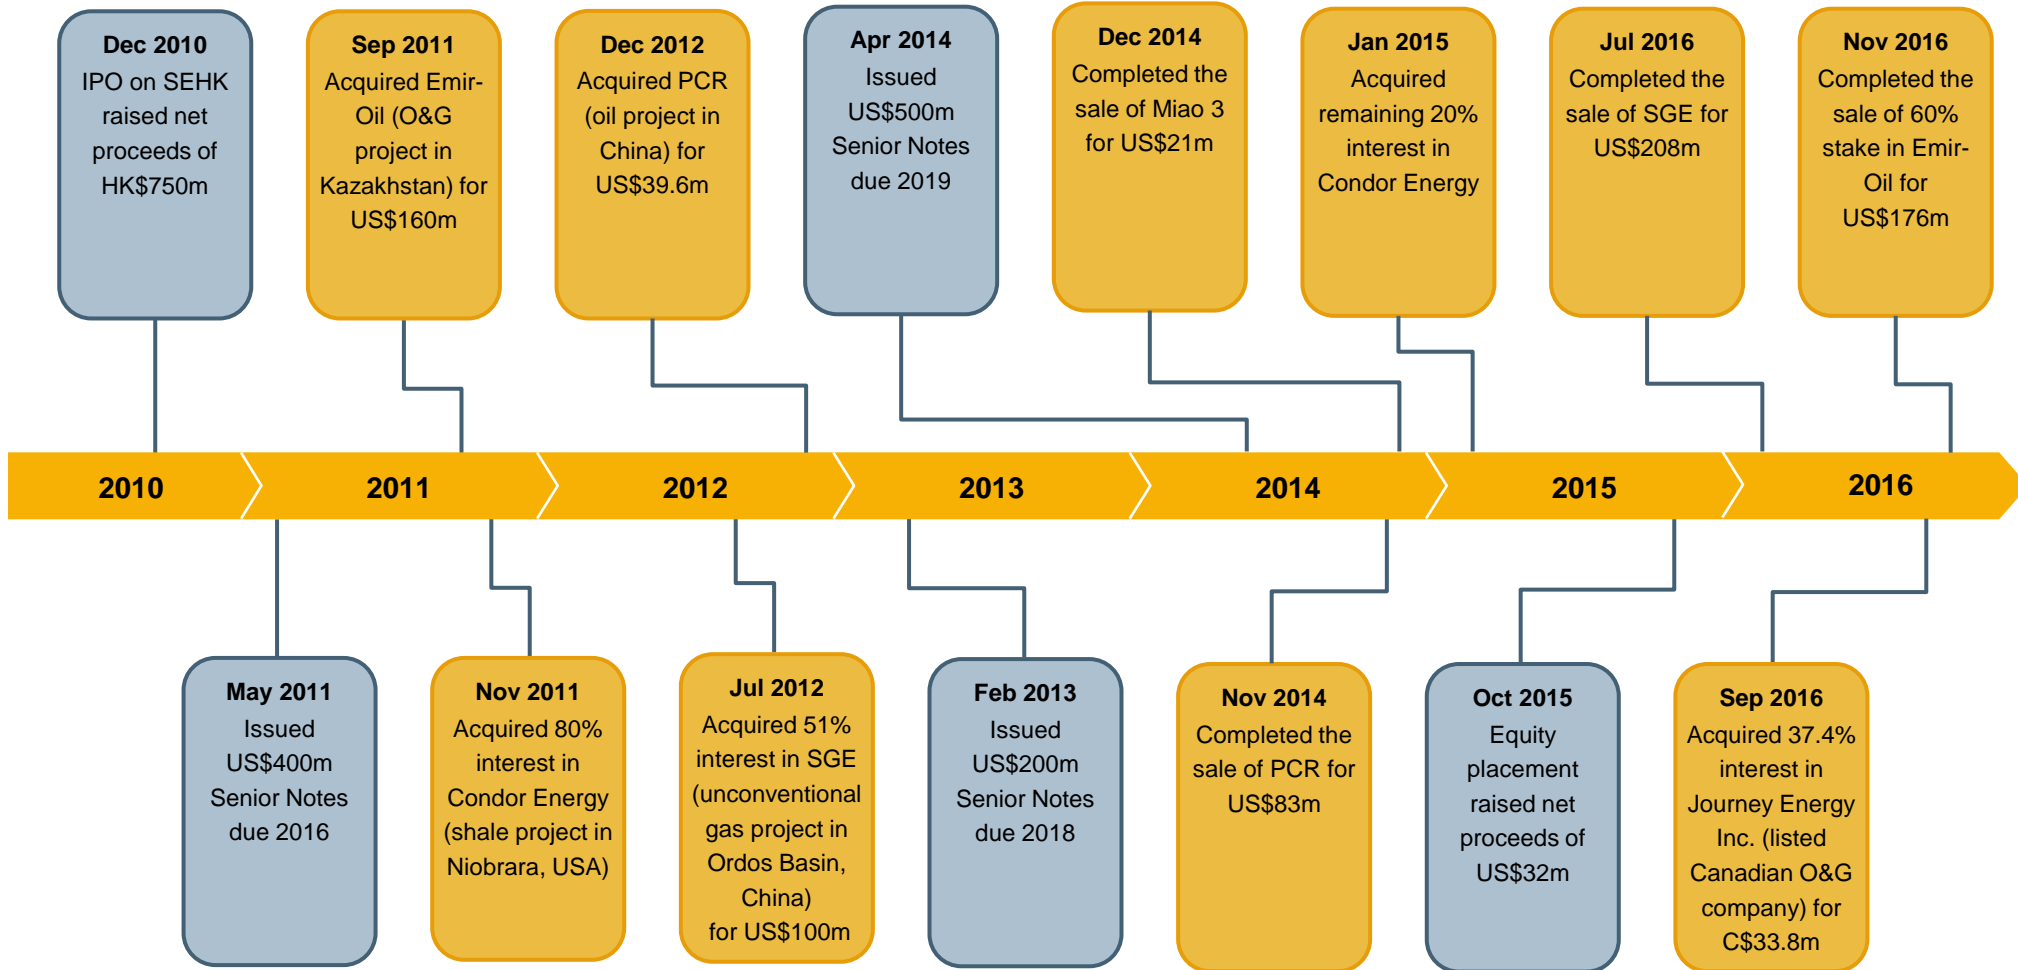 Dec 2010
IPO on SEHK
raised net
proceeds of
HK$750m
Sep 2011
Acquired Emir-
Oil (O&G
project in
Kazakhstan) for
US$160m
Dec 2012
Acquired PCR
(oil project in
China) for
US$39.6m
Apr 2014
Issued
US$500m
Senior Notes
due 2019
Dec 2014
Completed the
sale of Miao 3
for US$21m
Jan 2015
Acquired
remaining 20%
interest in
Condor Energy
Jul 2016
Completed the
sale of SGE for
US$208m
Nov 2016
Completed the
sale of 60%
stake in Emir-
Oil for
US$176m
2010
2011
2012
2013
2014
2015
2016
May 2011
Issued
US$400m
Senior Notes
due 2016
Nov 2011
Acquired 80%
interest in
Condor Energy
(shale project in
Niobrara, USA)
Jul 2012
Acquired 51%
interest in SGE
(unconventional
gas project in
Ordos Basin,
China)
for US$100m
Feb 2013
Issued
US$200m
Senior Notes
due 2018
Nov 2014
Completed the
sale of PCR for
US$83m
Oct 2015
Equity
placement
raised net
proceeds of
US$32m
Sep 2016
Acquired 37.4%
interest in
Journey Energy
Inc. (listed
Canadian O&G
company) for
C$33.8m